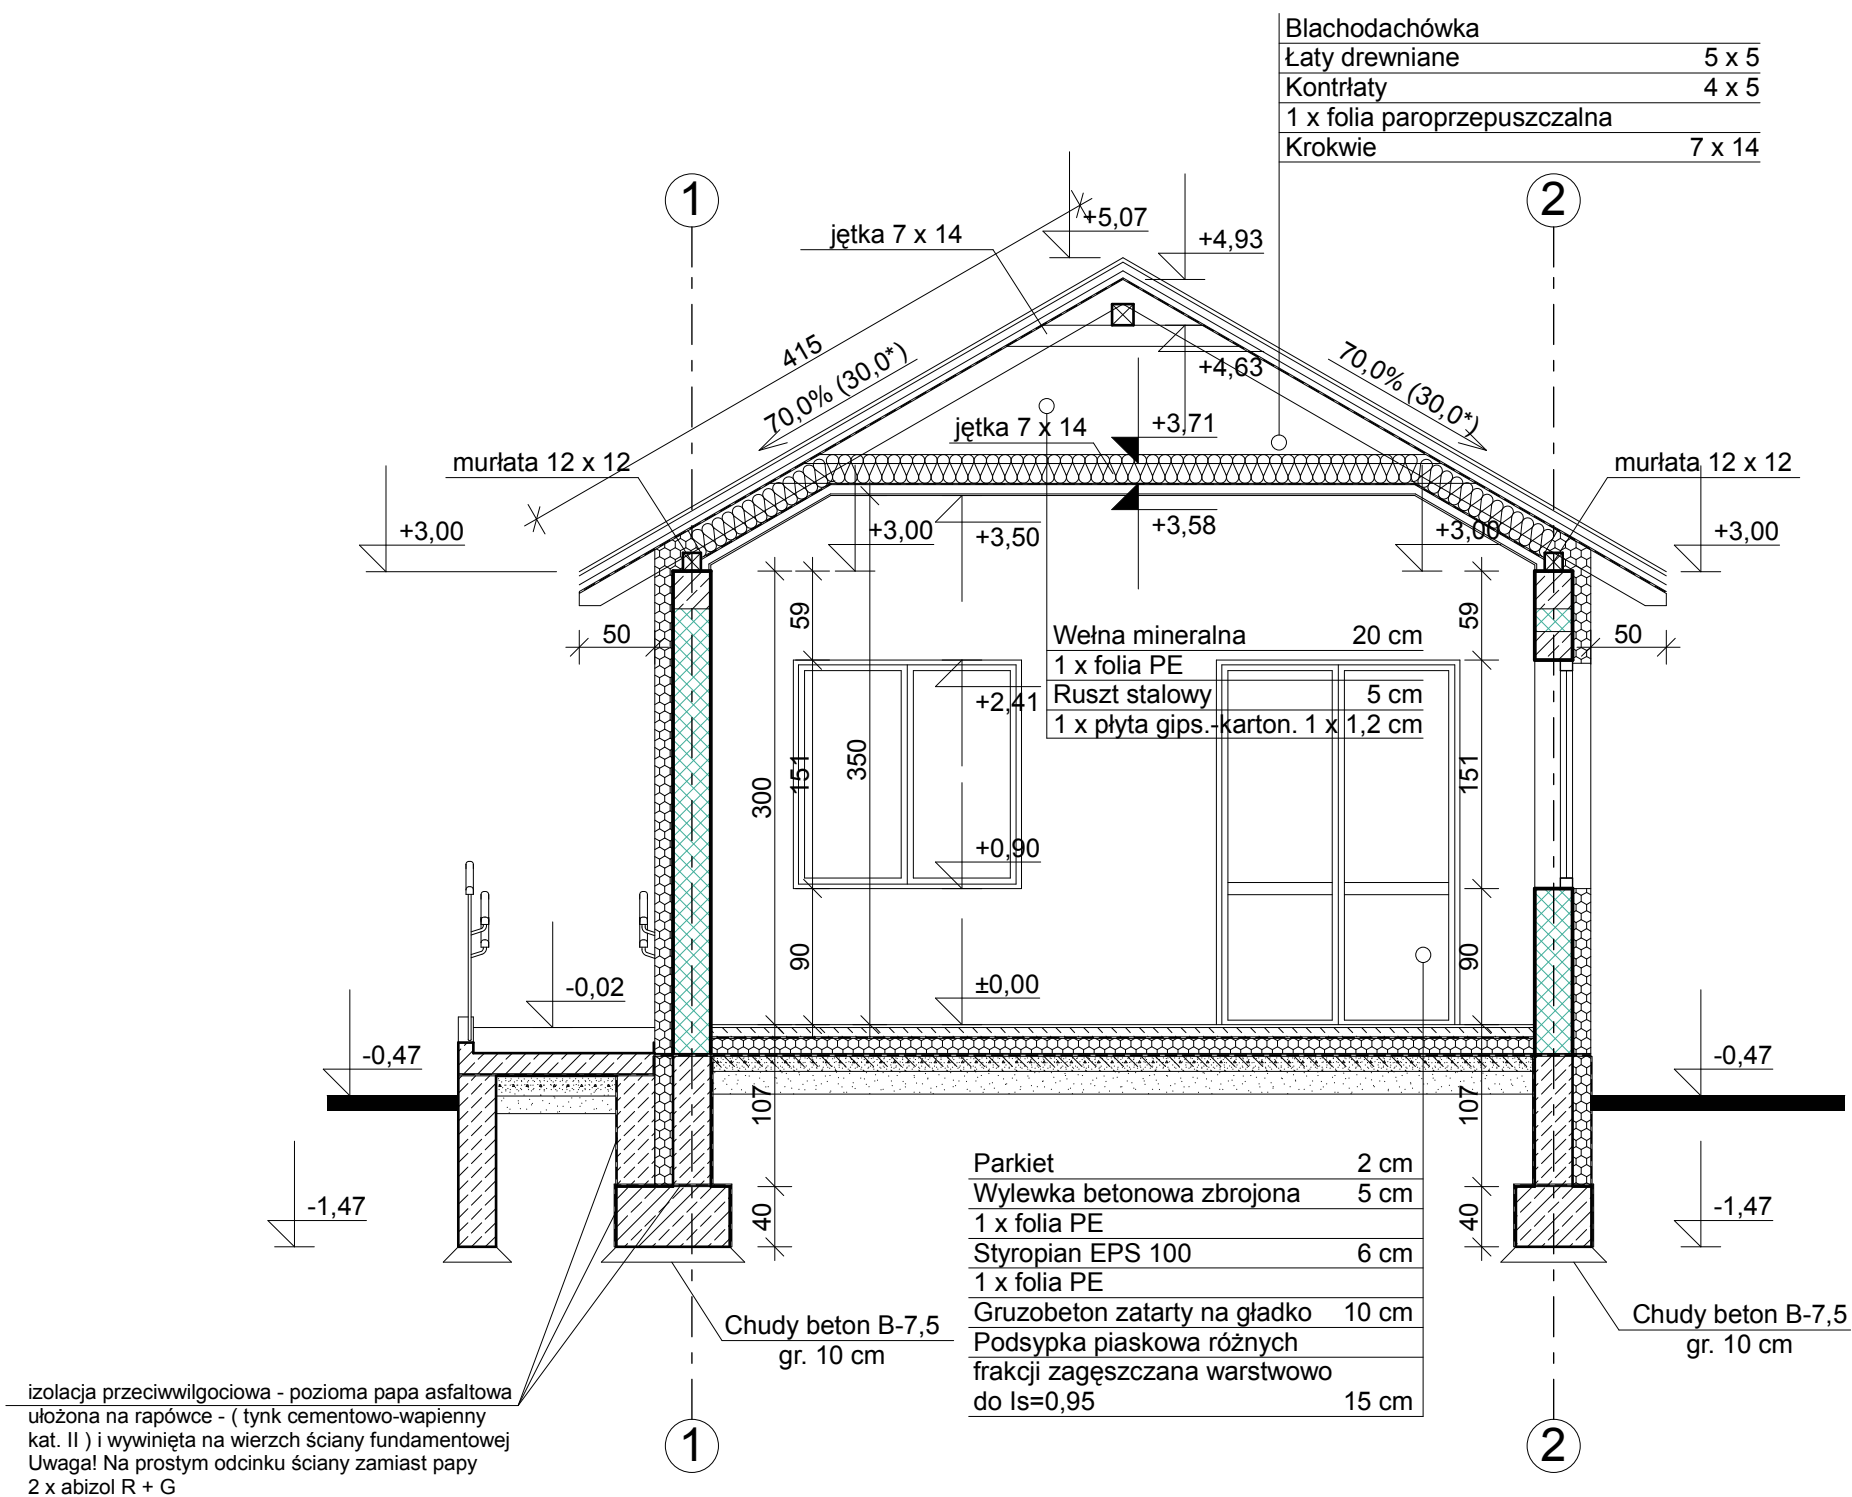 Blachodachówka
Łaty drewniane 5 x 5
Kontrłaty 4 x 5
1 x folia paroprzepuszczalna
Krokwie 7 x 14
1
2
+5,07
jętka 7 x 14
+4,93
415
70,0% (30,0*)
+4,63
70,0% (30,0*)
jętka 7 x 14
+3,71
murłata 12 x 12
murłata 12 x 12
+3,00
+3,00
+3,50
+3,58
+3,00
+3,00
59
59
50
50
Wełna mineralna 20 cm
1 x folia PE
Ruszt stalowy 5 cm
1 x płyta gips.-karton. 1 x 1,2 cm
+2,41
300
151
350
151
+0,90
90
90
-0,02
±0,00
-0,47
-0,47
107
107
Parkiet 2 cm
Wylewka betonowa zbrojona 5 cm
1 x folia PE
Styropian EPS 100 6 cm
1 x folia PE
Gruzobeton zatarty na gładko 10 cm
Podsypka piaskowa różnych
frakcji zagęszczana warstwowo
do Is=0,95 15 cm
-1,47
40
40
-1,47
Chudy beton B-7,5
gr. 10 cm
Chudy beton B-7,5
gr. 10 cm
izolacja przeciwwilgociowa - pozioma papa asfaltowa
ułożona na rapówce - ( tynk cementowo-wapienny
kat. II ) i wywinięta na wierzch ściany fundamentowej
Uwaga! Na prostym odcinku ściany zamiast papy
2 x abizol R + G
1
2